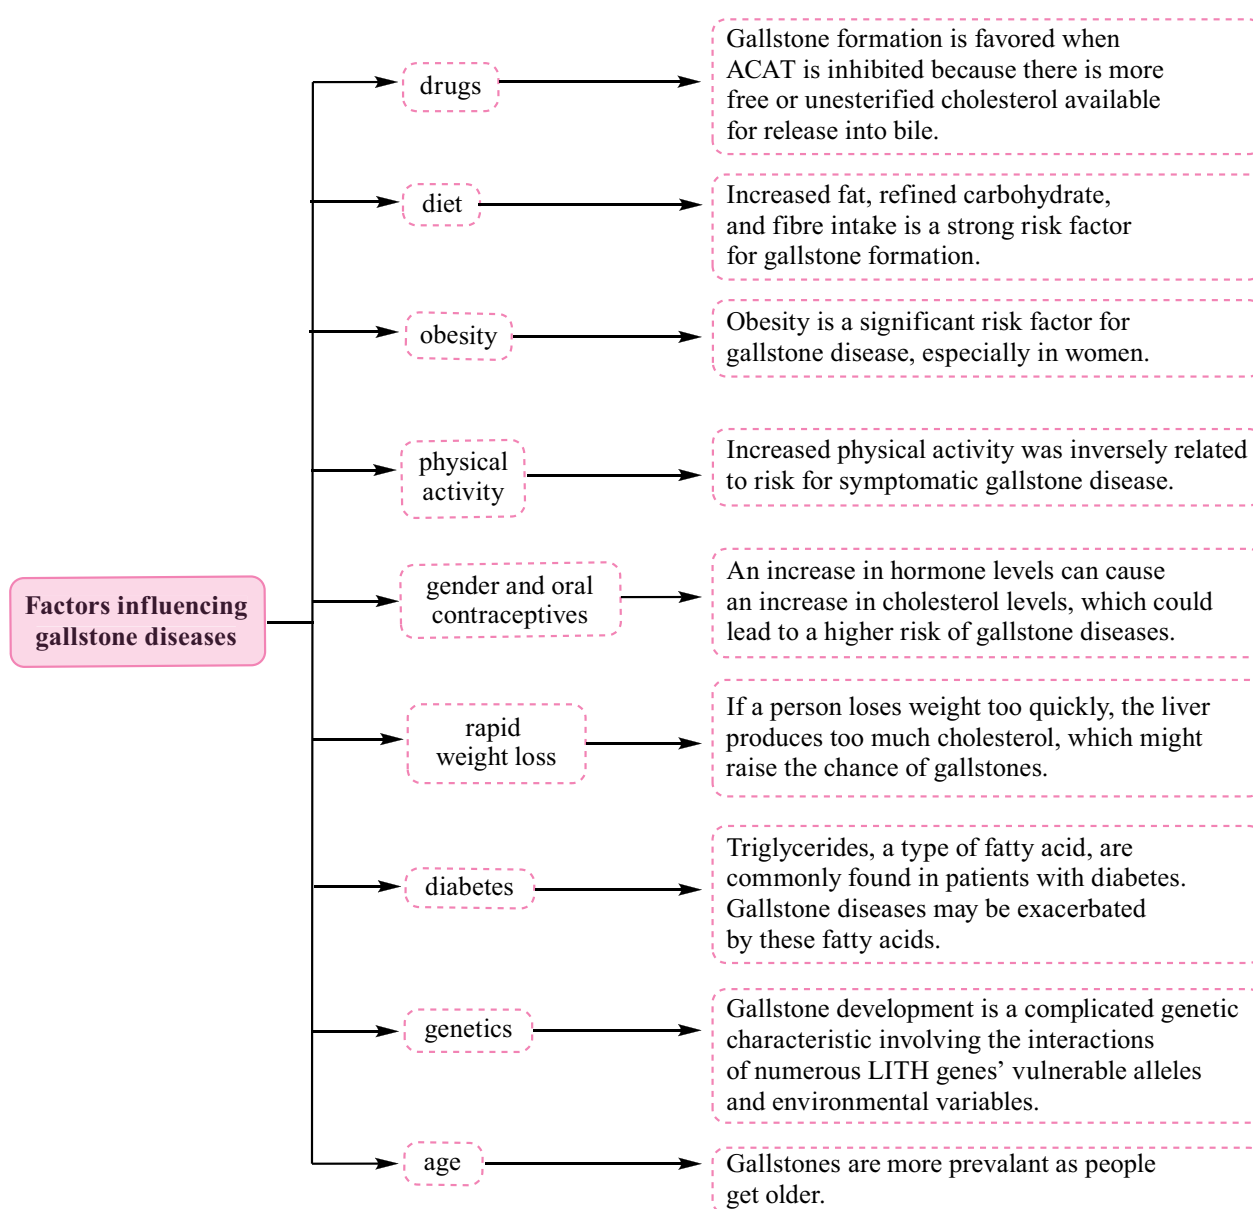 Factors influencing
gallstone diseases
drugs
Gallstone formation is favored when
ACAT is inhibited because there is more
free or unesterified cholesterol available
for release into bile.
diet
Increased fat, refined carbohydrate,
and fibre intake is a strong risk factor
for gallstone formation.
obesity
Obesity is a significant risk factor for
gallstone disease, especially in women.
physical
activity
Increased physical activity was inversely related
to risk for symptomatic gallstone disease.
gender and oral
contraceptives
An increase in hormone levels can cause
an increase in cholesterol levels, which could
lead to a higher risk of gallstone diseases.
rapid
weight loss
If a person loses weight too quickly, the liver
produces too much cholesterol, which might
raise the chance of gallstones.
diabetes
Triglycerides, a type of fatty acid, are
commonly found in patients with diabetes.
Gallstone diseases may be exacerbated
by these fatty acids.
genetics
Gallstone development is a complicated genetic
characteristic involving the interactions
of numerous LITH genes’ vulnerable alleles
and environmental variables.
age
Gallstones are more prevalant as people
get older.